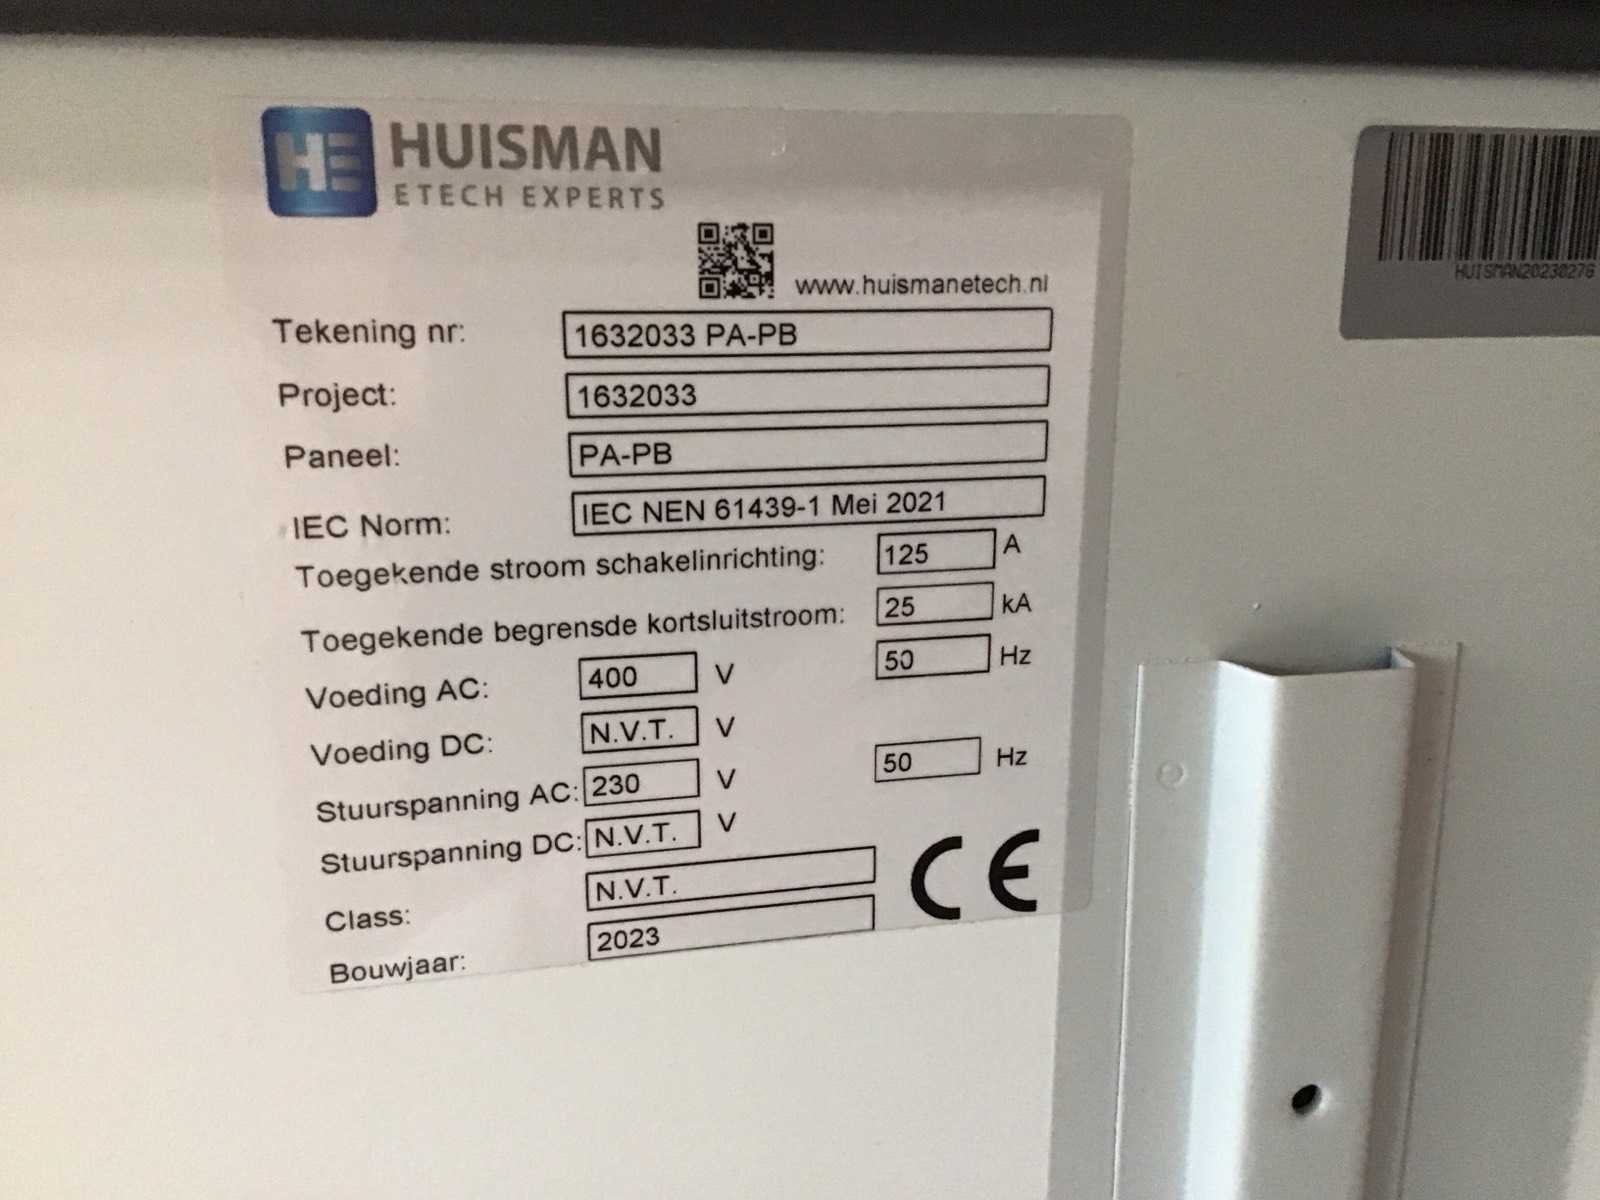 HE HUISMAN
ETECH EXPERTS
www.huismanetech.nl
HUISMAN20230276
Tekening nr: 1632033 PA-PB
Project: 1632033
Paneel: PA-PB
IEC Norm: IEC NEN 61439-1 Mei 2021
Toegekende stroom schakelinrichting: 125 A
Toegekende begrensde kortsluitstroom: 25 kA
Voeding AC: 400 V 50 Hz
Voeding DC: N.V.T. V
Stuurspanning AC: 230 V 50 Hz
Stuurspanning DC: N.V.T. V
Class: N.V.T.
Bouwjaar: 2023
CE